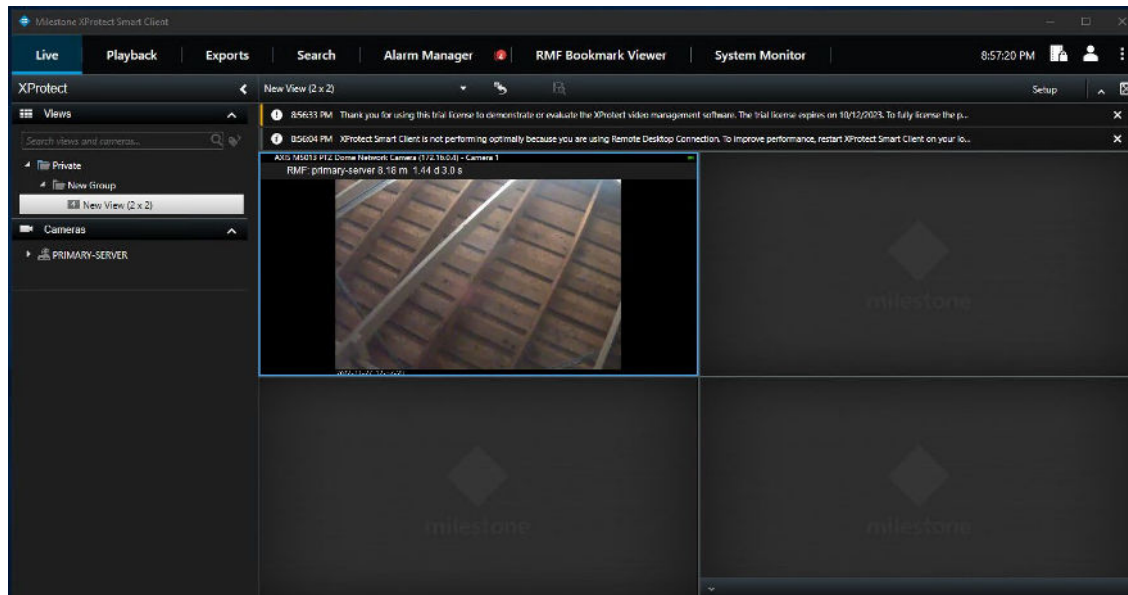 Milestone XProtect Smart Client
Live Playback Exports Search Alarm Manager 2 RMF Bookmark Viewer System Monitor 8:57:20 PM
XProtect New View (2 x 2) Setup
Views
8:56:33 PM Thank you for using this trial license to demonstrate or evaluate the XProtect video management software. The trial license expires on 10/12/2023. To fully license the p...
Search views and cameras...
8:56:04 PM XProtect Smart Client is not performing optimally because you are using Remote Desktop Connection. To improve performance, restart XProtect Smart Client on your lo...
Private
AXIS M5013 PTZ Dome Network Camera (172.16.0.4) - Camera 1
RMF: primary-server 8.18 m 1.44 d 3.0 s
New Group
4 New View (2 x 2)
Cameras
PRIMARY-SERVER
milestone
milestone
milestone